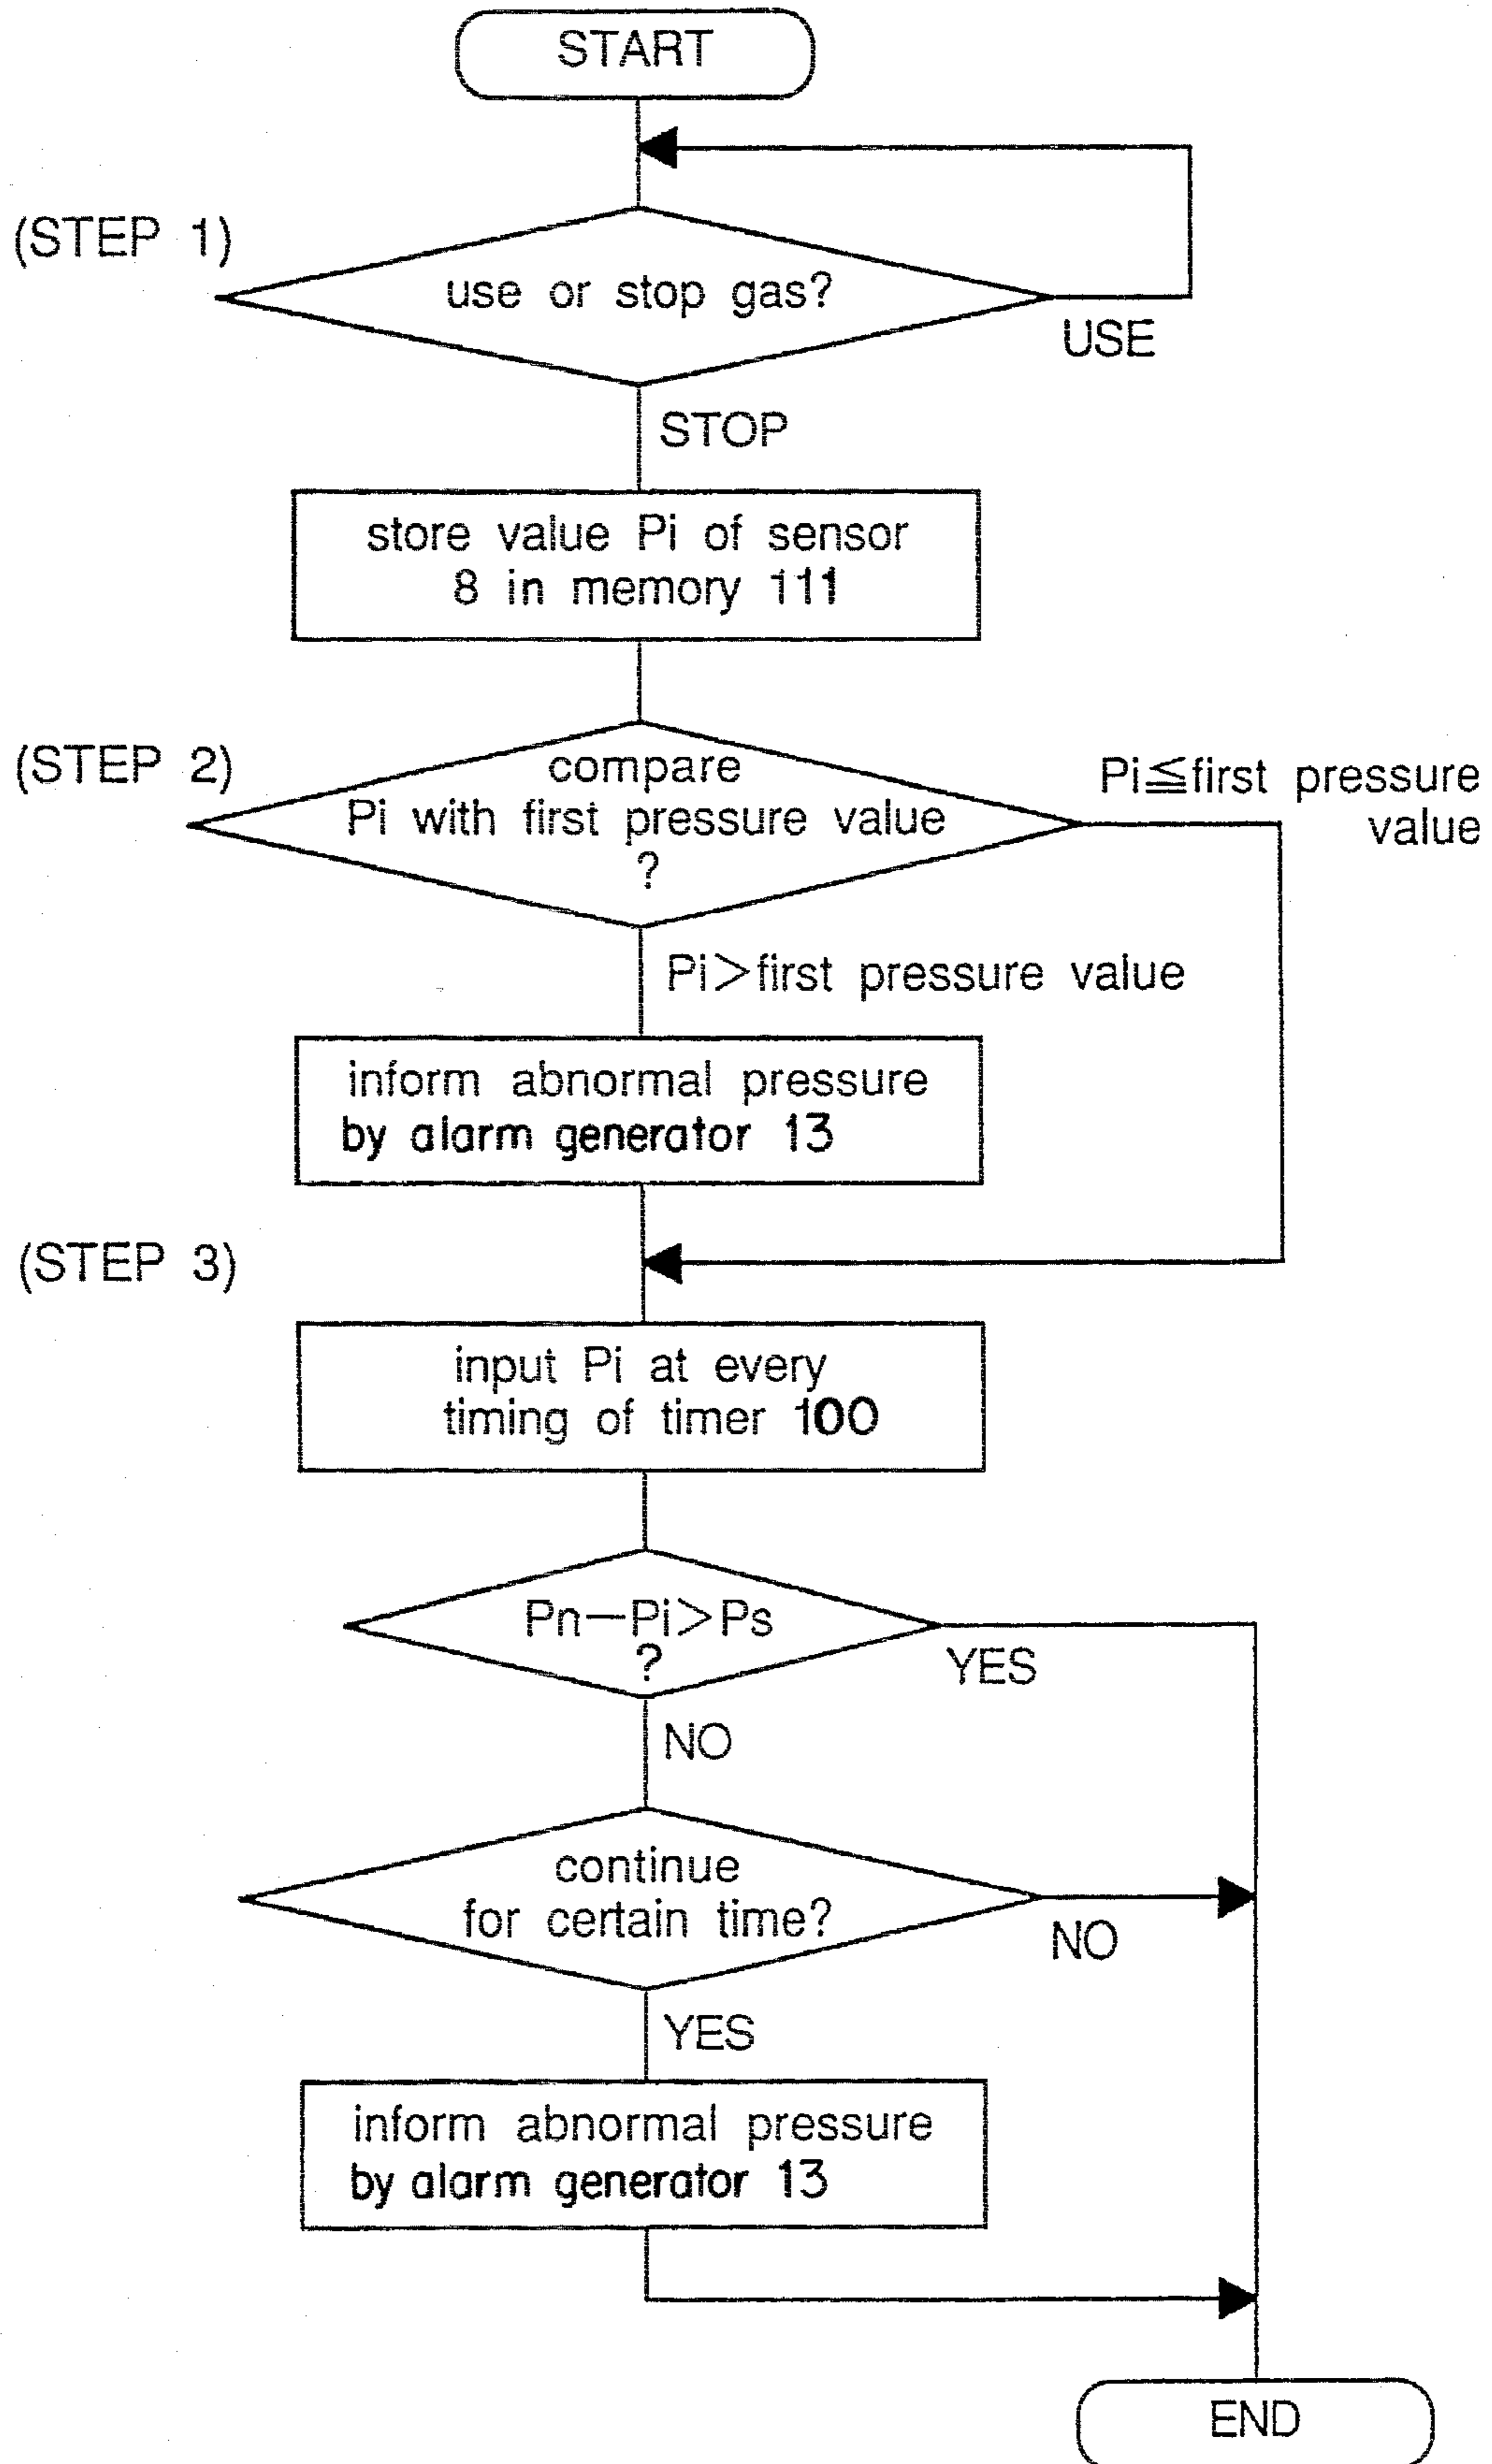 START
(STEP 1)
use or stop gas?
USE
STOP
store value Pi of sensor
8 in memory 111
(STEP 2)
compare
Pi with first pressure value
?
Pi≦first pressure
value
Pi>first pressure value
inform abnormal pressure
by alarm generator 13
(STEP 3)
input Pi at every
timing of timer 100
Pn—Pi>Ps
?
YES
NO
continue
for certain time?
NO
YES
inform abnormal pressure
by alarm generator 13
END